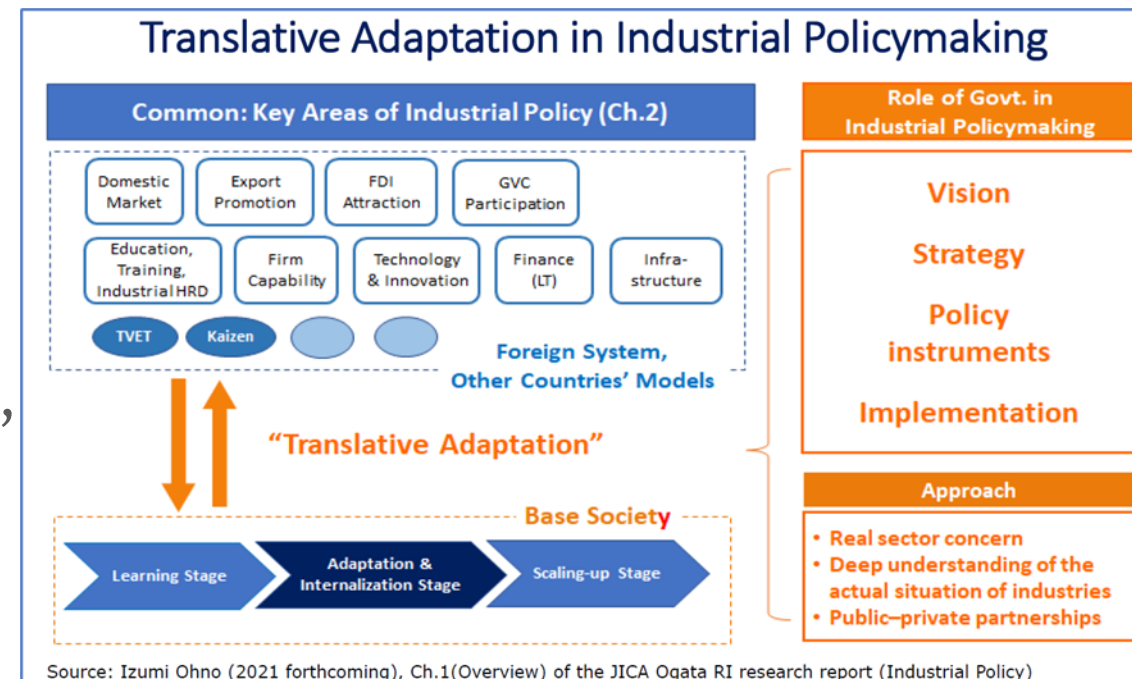 Translative Adaptation in Industrial Policymaking
Common: Key Areas of Industrial Policy (Ch.2)
Domestic
Market
Export
Promotion
FDI
Attraction
GVC
Participation
Education,
Training,
Industrial HRD
Firm
Capability
Technology
& Innovation
Finance
(LT)
Infra-
structure
TVET
Kaizen
Foreign System,
Other Countries' Models
"Translative Adaptation"
,
Base Society
Learning Stage
Adaptation &
Internalization Stage
Scaling-up Stage
Role of Govt. in
Industrial Policymaking
Vision
Strategy
Policy
instruments
Implementation
Approach
• Real sector concern
• Deep understanding of the
actual situation of industries
• Public–private partnerships
Source: Izumi Ohno (2021 forthcoming), Ch.1(Overview) of the JICA Ogata RI research report (Industrial Policy)